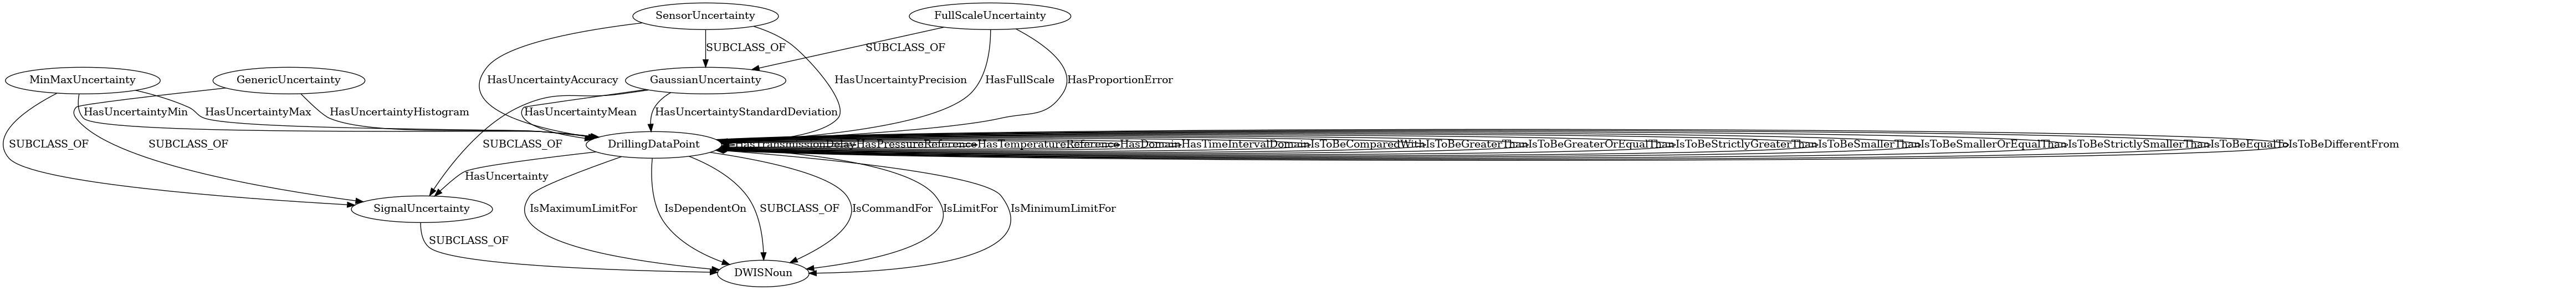 SensorUncertainty
FullScaleUncertainty
SUBCLASS_OF
SUBCLASS_OF
MinMaxUncertainty
GenericUncertainty
HasUncertaintyAccuracy
GaussianUncertainty
HasUncertaintyPrecision
HasFullScale
HasProportionError
HasUncertaintyMin
HasUncertaintyMax
HasUncertaintyHistogram
HasUncertaintyMean
HasUncertaintyStandardDeviation
SUBCLASS_OF
SUBCLASS_OF
SUBCLASS_OF
DrillingDataPoint
HasTransmissionDelay
HasPressureReference
HasTemperatureReference
HasDomain
HasTimeIntervalDomain
IsToBeComparedWith
IsToBeGreaterThan
IsToBeGreaterOrEqualThan
IsToBeStrictlyGreaterThan
IsToBeSmallerThan
IsToBeSmallerOrEqualThan
IsToBeStrictlySmallerThan
IsToBeEqualTo
IsToBeDifferentFrom
HasUncertainty
SignalUncertainty
IsMaximumLimitFor
IsDependentOn
SUBCLASS_OF
IsCommandFor
IsLimitFor
IsMinimumLimitFor
SUBCLASS_OF
DWISNoun